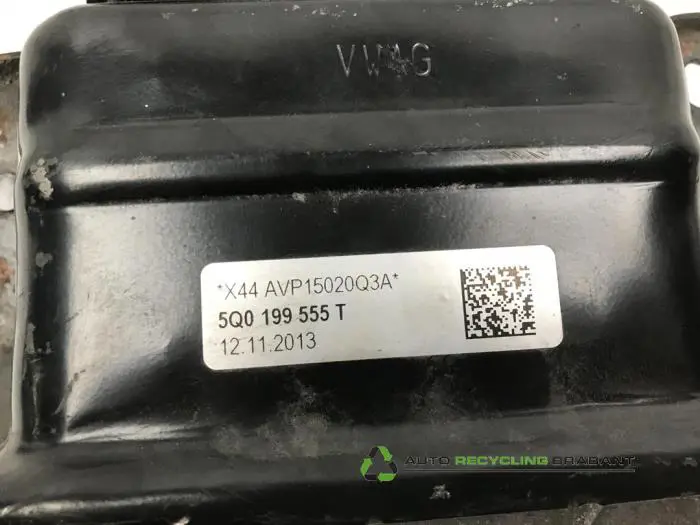 VWAG
*X44 AVP15020Q3A*
5Q0 199 555 T
12.11.2013
AUTO RECYCLING BRABANT